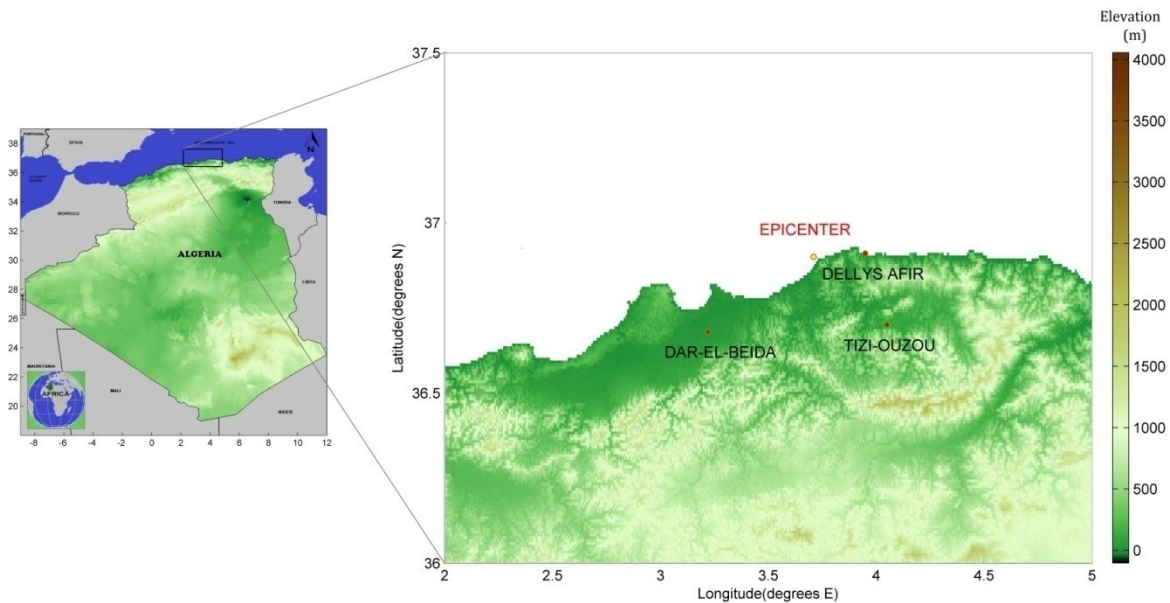 PORTUGAL
SPAIN
N
MOROCCO
TUNISIA
ALGERIA
LIBYA
MAURITANIA
MALI
NIGER
AFRICA
38
36
34
32
30
28
26
24
22
20
-8 -6 -4 -2 0 2 4 6 8 10 12
Elevation
(m)
4000
3500
3000
2500
2000
1500
1000
500
0
37.5
37
36.5
36
Latitude(degrees N)
EPICENTER
DELLYS AFIR
DAR-EL-BEIDA
TIZI-OUZOU
2 2.5 3 3.5 4 4.5 5
Longitude(degrees E)